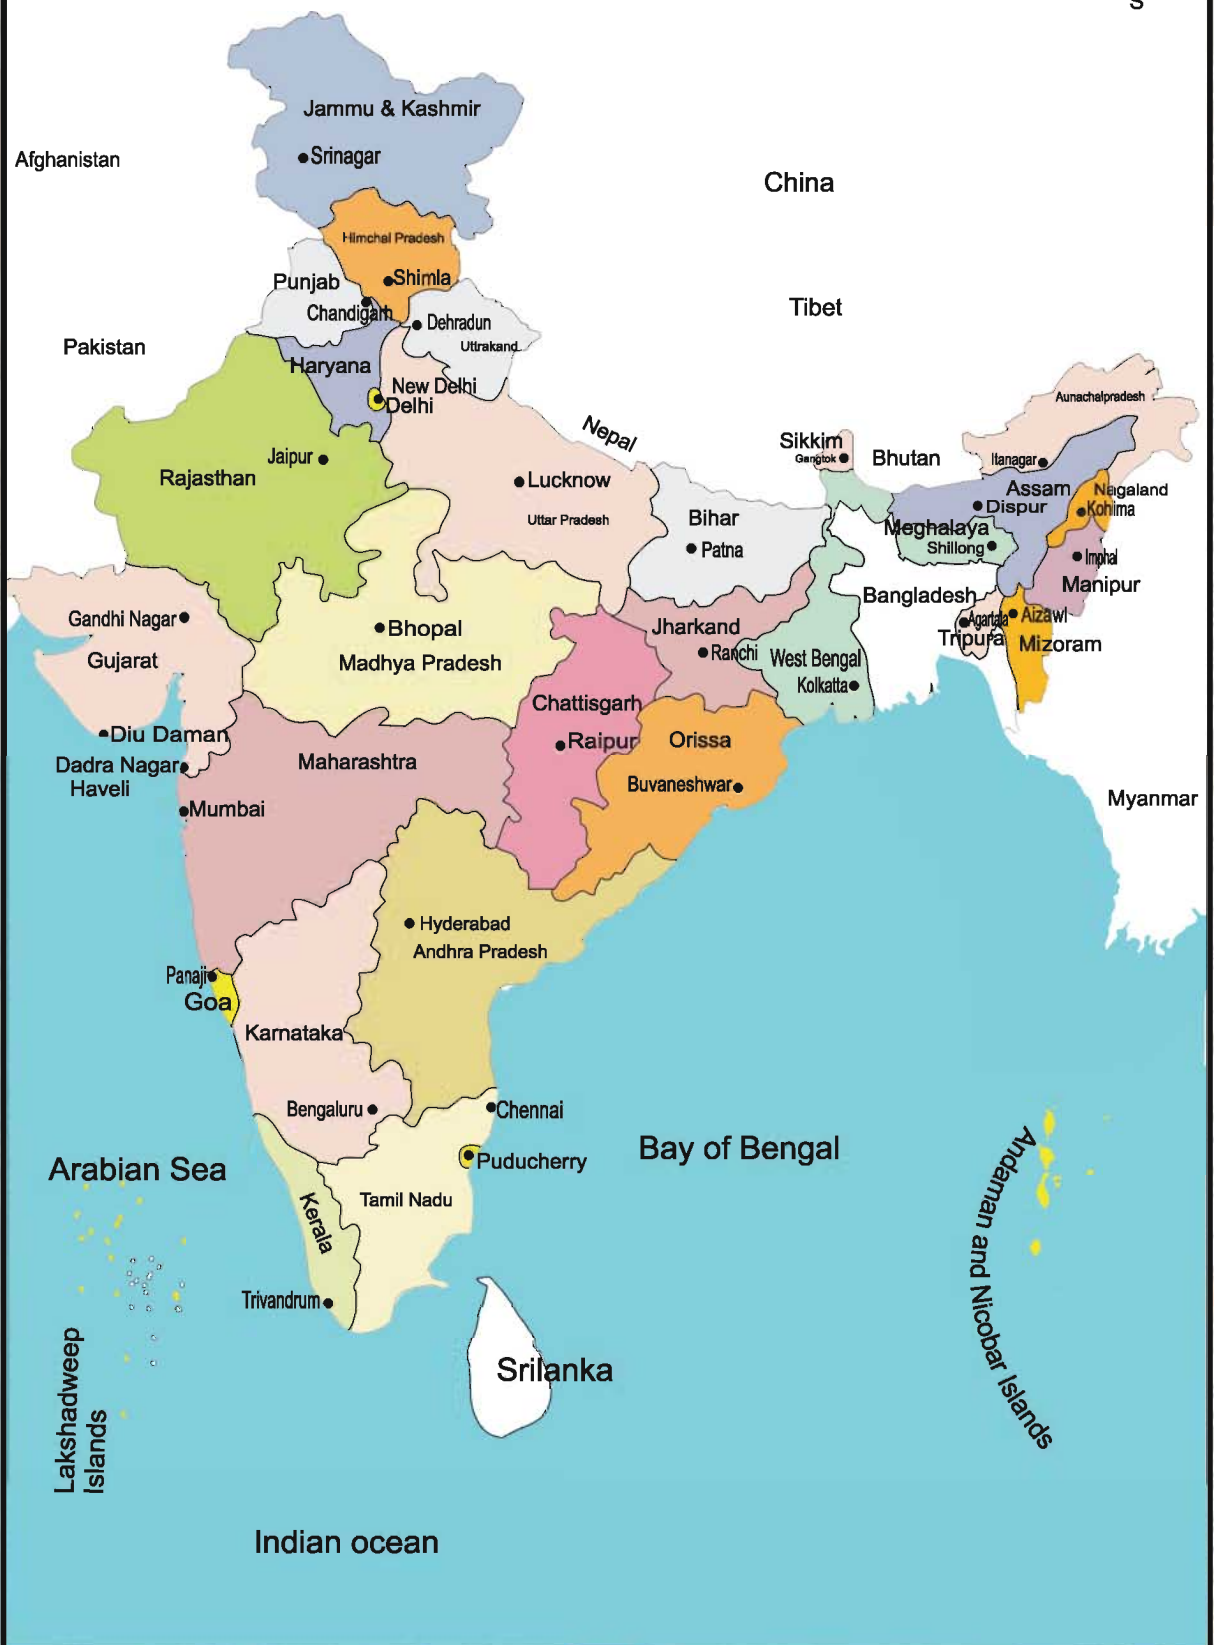 s
Jammu & Kashmir
Srinagar
Afghanistan
China
Himchal Pradesh
Shimla
Punjab
Chandigarh
Tibet
Dehradun
Uttrakand
Pakistan
Haryana
New Delhi
Delhi
Aunachalpradesh
Nepal
Sikkim
Gangtok
Bhutan
Itanagar
Jaipur
Rajasthan
Lucknow
Uttar Pradesh
Assam
Dispur
Nagaland
Kohima
Bihar
Patna
Meghalaya
Shillong
Imphal
Manipur
Bangladesh
Agartala
Tripura
Aizawl
Mizoram
Gandhi Nagar
Gujarat
Bhopal
Madhya Pradesh
Jharkand
Ranchi
West Bengal
Kolkatta
Chattisgarh
Raipur
Orissa
Buvaneshwar
Diu Daman
Dadra Nagar
Haveli
Maharashtra
Mumbai
Myanmar
Hyderabad
Andhra Pradesh
Panaji
Goa
Karnataka
Bengaluru
Chennai
Puducherry
Bay of Bengal
Arabian Sea
Tamil Nadu
Kerala
Trivandrum
Andaman and Nicobar Islands
Srilanka
Lakshadweep
Islands
Indian ocean